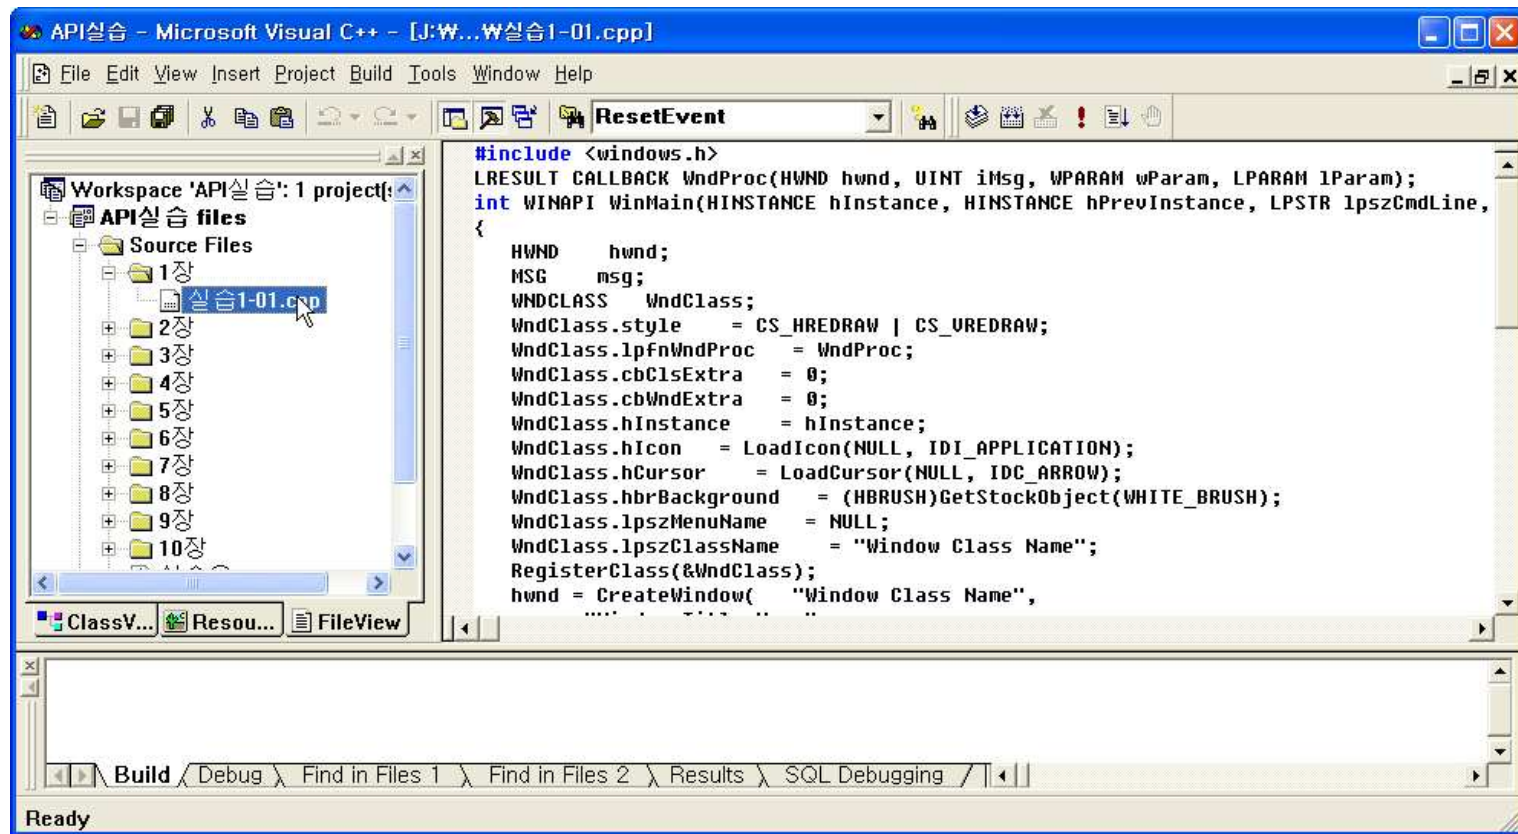 API실습 - Microsoft Visual C++ - [J:₩...₩실습1-01.cpp]
File Edit View Insert Project Build Tools Window Help
ResetEvent
Workspace 'API실습': 1 project(s
API실습 files
Source Files
1장
실습1-01.cpp
2장
3장
4장
5장
6장
7장
8장
9장
10장
ClassV... Resou... FileView
#include <windows.h>
LRESULT CALLBACK WndProc(HWND hwnd, UINT iMsg, WPARAM wParam, LPARAM lParam);
int WINAPI WinMain(HINSTANCE hInstance, HINSTANCE hPrevInstance, LPSTR lpszCmdLine,
{
HWND hwnd;
MSG msg;
WNDCLASS WndClass;
WndClass.style = CS_HREDRAW | CS_VREDRAW;
WndClass.lpfnWndProc = WndProc;
WndClass.cbClsExtra = 0;
WndClass.cbWndExtra = 0;
WndClass.hInstance = hInstance;
WndClass.hIcon = LoadIcon(NULL, IDI_APPLICATION);
WndClass.hCursor = LoadCursor(NULL, IDC_ARROW);
WndClass.hbrBackground = (HBRUSH)GetStockObject(WHITE_BRUSH);
WndClass.lpszMenuName = NULL;
WndClass.lpszClassName = "Window Class Name";
RegisterClass(&WndClass);
hwnd = CreateWindow( "Window Class Name",
Build Debug Find in Files 1 Find in Files 2 Results SQL Debugging
Ready